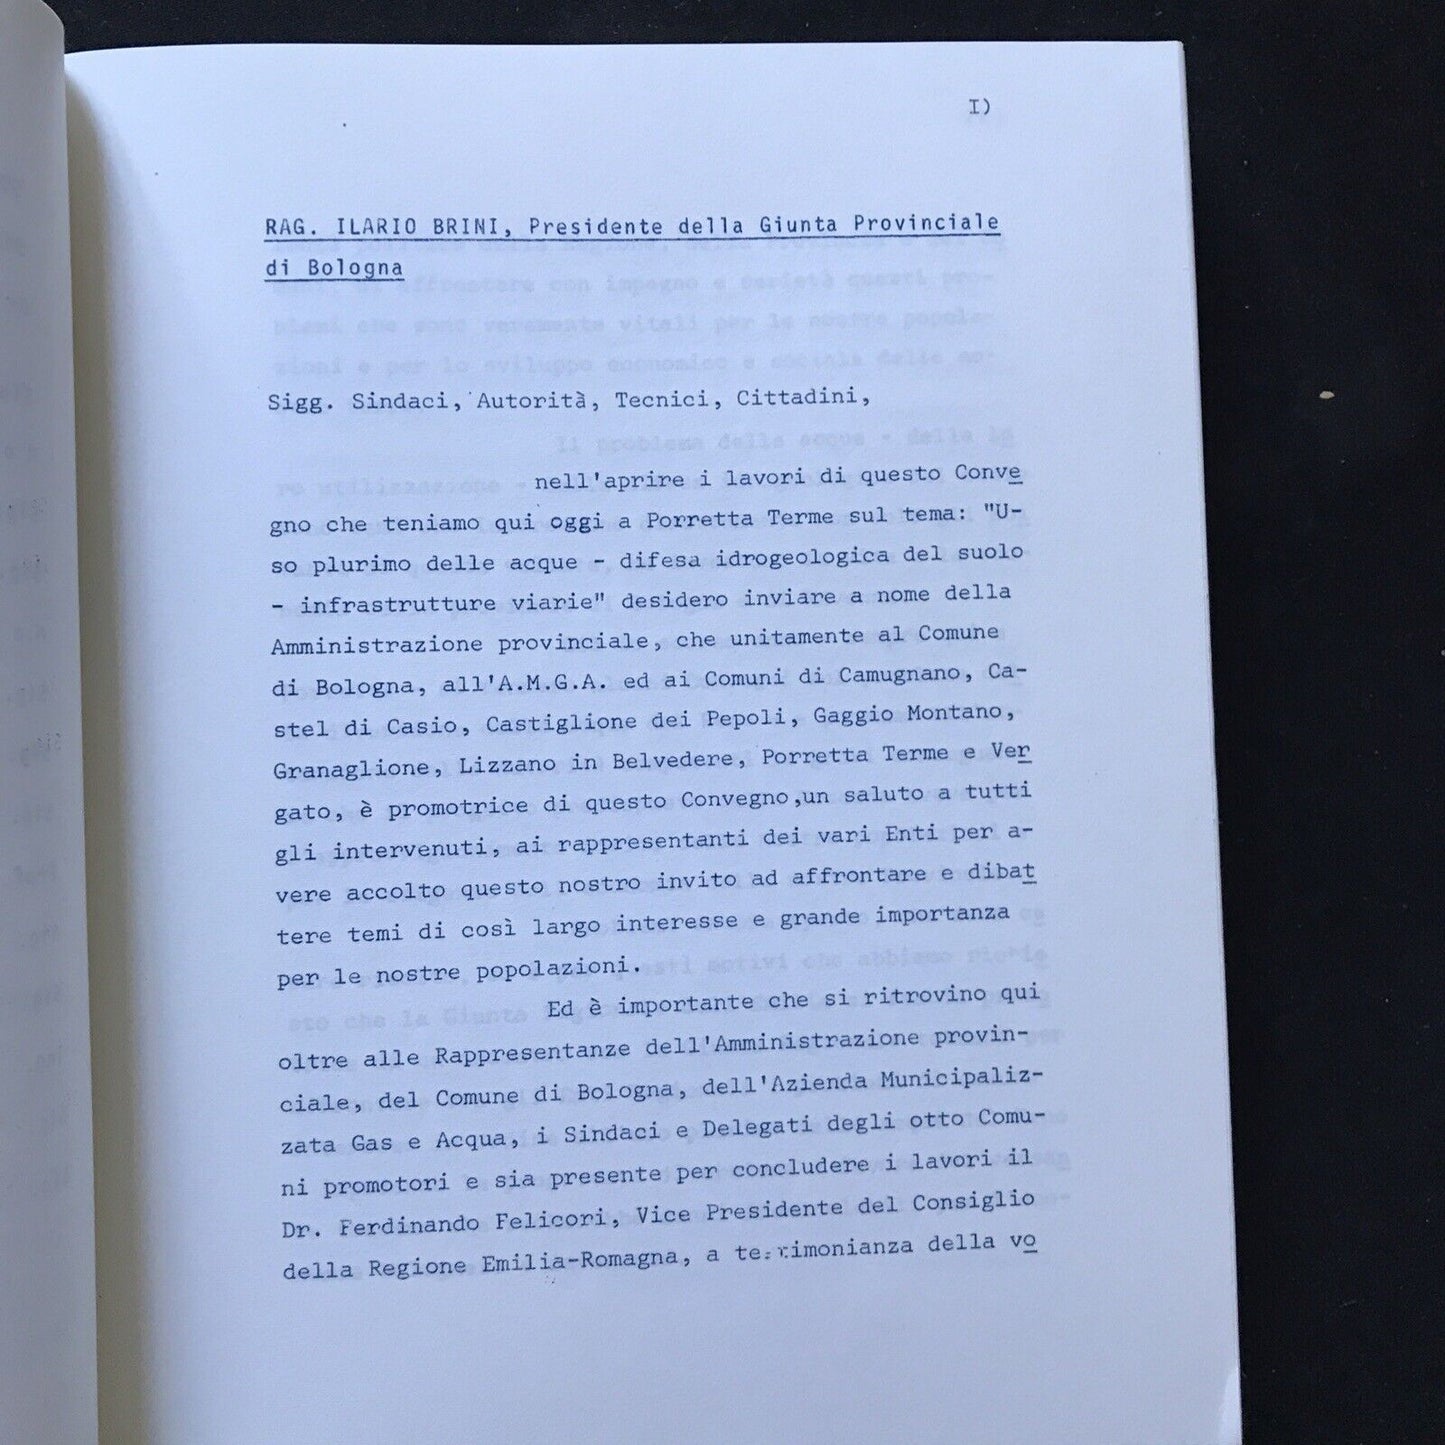 I)
RAG. ILARIO BRINI, Presidente della Giunta Provinciale
di Bologna
Sigg. Sindaci, Autorità, Tecnici, Cittadini,
nell'aprire i lavori di questo Conve
gno che teniamo qui oggi a Porretta Terme sul tema: "U-
so plurimo delle acque - difesa idrogeologica del suolo
- infrastrutture viarie" desidero inviare a nome della
Amministrazione provinciale, che unitamente al Comune
di Bologna, all'A.M.G.A. ed ai Comuni di Camugnano, Ca-
stel di Casio, Castiglione dei Pepoli, Gaggio Montano,
Granaglione, Lizzano in Belvedere, Porretta Terme e Ver
gato, è promotrice di questo Convegno,un saluto a tutti
gli intervenuti, ai rappresentanti dei vari Enti per a-
vere accolto questo nostro invito ad affrontare e dibat
tere temi di così largo interesse e grande importanza
per le nostre popolazioni.
Ed è importante che si ritrovino qui
oltre alle Rappresentanze dell'Amministrazione provin-
ciale, del Comune di Bologna, dell'Azienda Municipaliz-
zata Gas e Acqua, i Sindaci e Delegati degli otto Comu-
ni promotori e sia presente per concludere i lavori il
Dr. Ferdinando Felicori, Vice Presidente del Consiglio
della Regione Emilia-Romagna, a testimonianza della vo